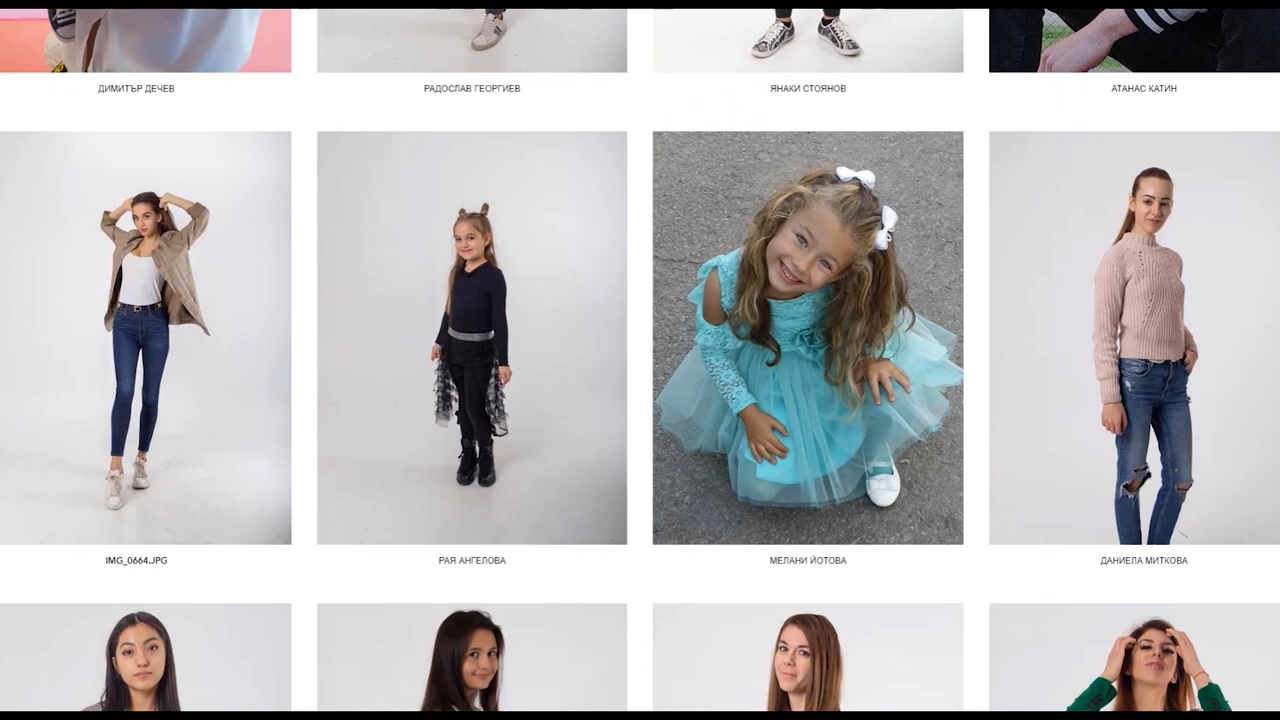 ДИМИТЪР ДЕЧЕВ
РАДОСЛАВ ГЕОРГИЕВ
ЯНАКИ СТОЯНОВ
АТАНАС КАТИН
IMG_0664.JPG
РАЯ АНГЕЛОВА
МЕЛАНИ ЙОТОВА
ДАНИЕЛА МИТКОВА